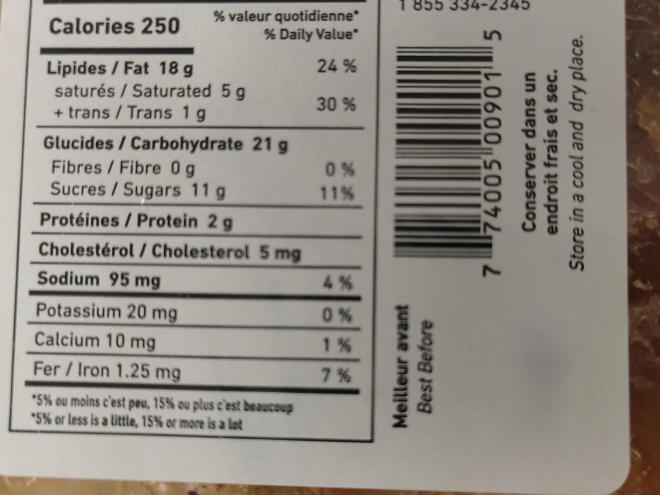 Calories 250
% valeur quotidienne*
% Daily Value*
Lipides / Fat 18 g 24 %
saturés / Saturated 5 g
+ trans / Trans 1 g 30 %
Glucides / Carbohydrate 21 g
Fibres / Fibre 0 g 0 %
Sucres / Sugars 11 g 11%
Protéines / Protein 2 g
Cholestérol / Cholesterol 5 mg
Sodium 95 mg 4 %
Potassium 20 mg 0 %
Calcium 10 mg 1 %
Fer / Iron 1.25 mg 7 %
*5% ou moins c'est peu, 15% ou plus c'est beaucoup
*5% or less is a little, 15% or more is a lot
1 855 334-2345
7 74005 00901 5
Conserver dans un
endroit frais et sec.
Store in a cool and dry place.
Meilleur avant
Best Before